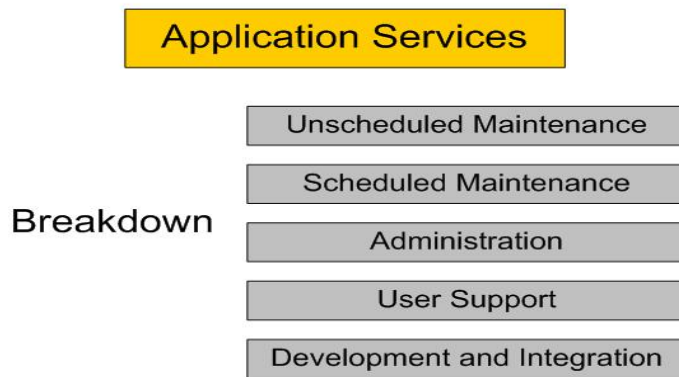 Application Services
Unscheduled Maintenance
Scheduled Maintenance
Breakdown
Administration
User Support
Development and Integration